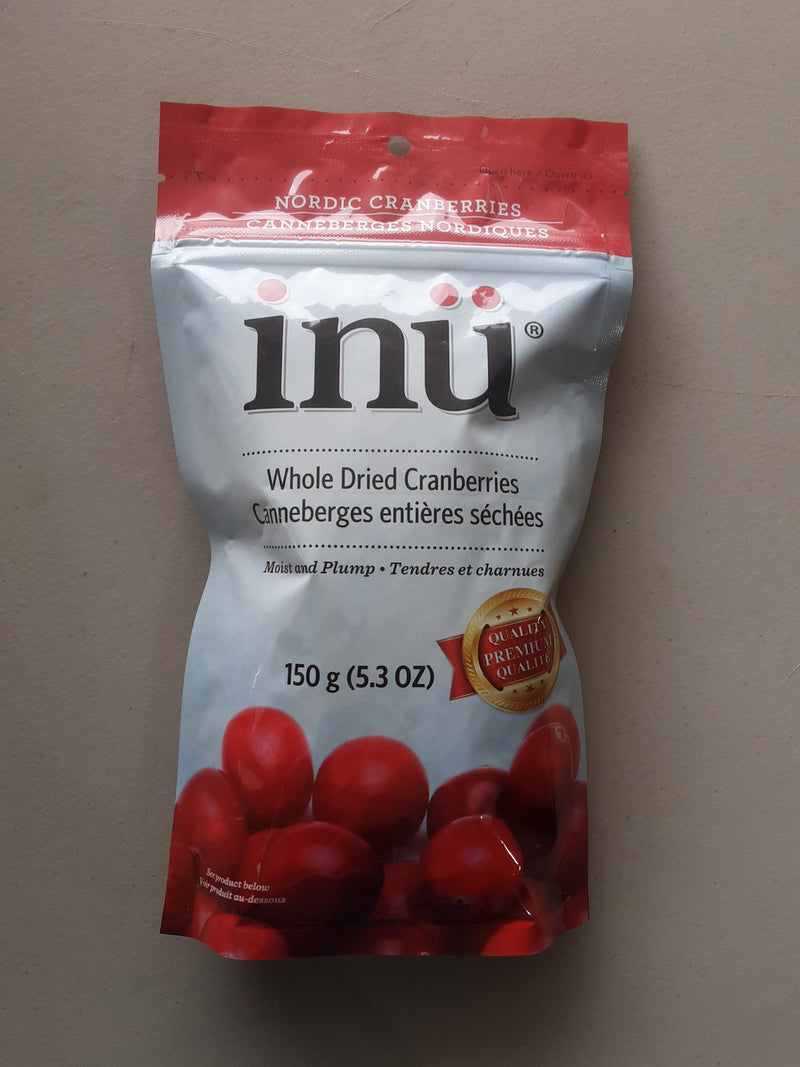 Open here / Ouvrir ici
NORDIC CRANBERRIES
CANNEBERGES NORDIQUES
inü®
Whole Dried Cranberries
Canneberges entières séchées
Moist and Plump • Tendres et charnues
QUALITY
PREMIUM
QUALITÉ
150 g (5.3 OZ)
See product below
Voir produit au-dessous